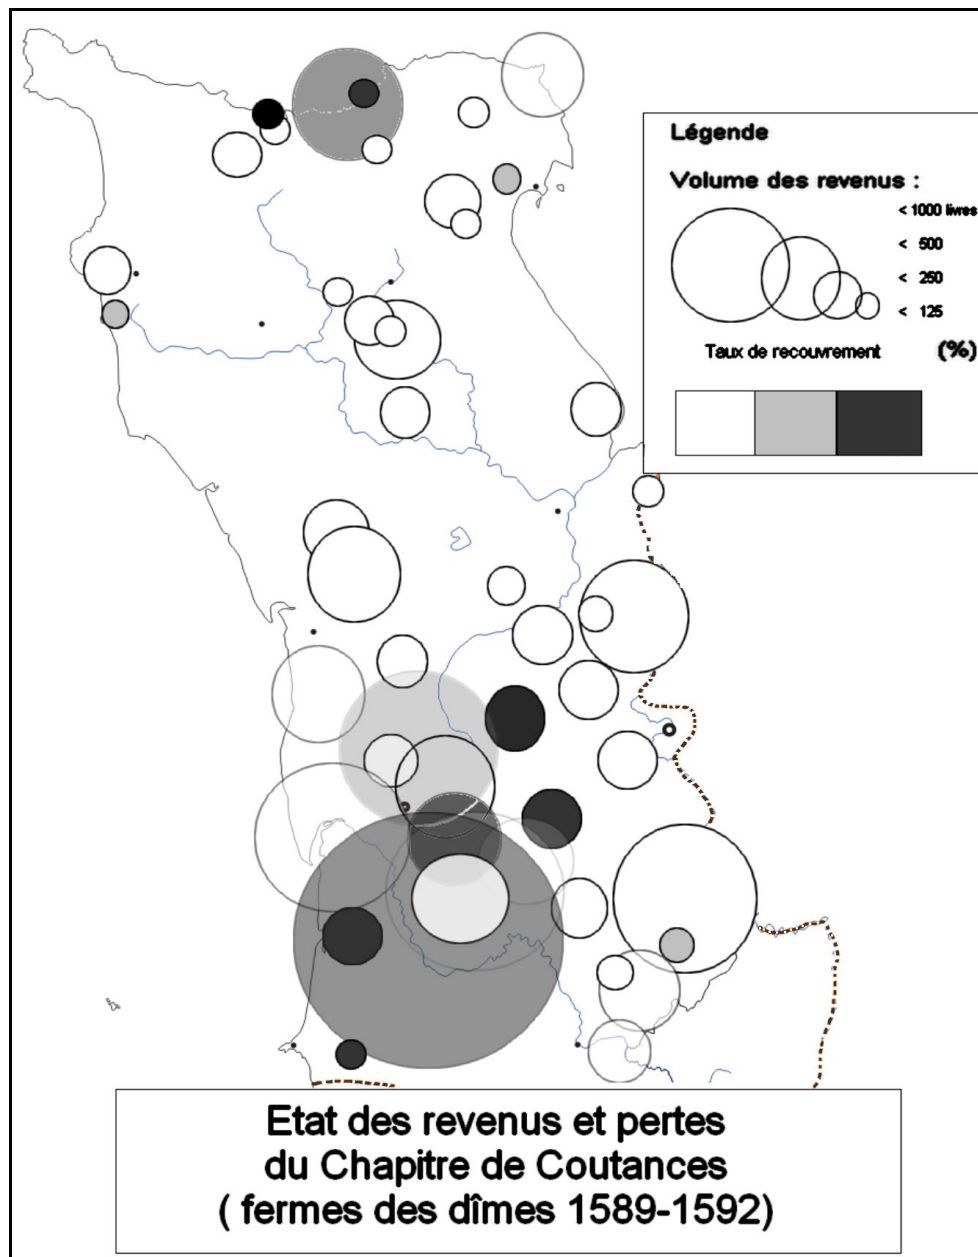 Légende
Volume des revenus :
< 1000 livres
< 500
< 250
< 125
Taux de recouvrement (%)
Etat des revenus et pertes
du Chapitre de Coutances
( fermes des dîmes 1589-1592)